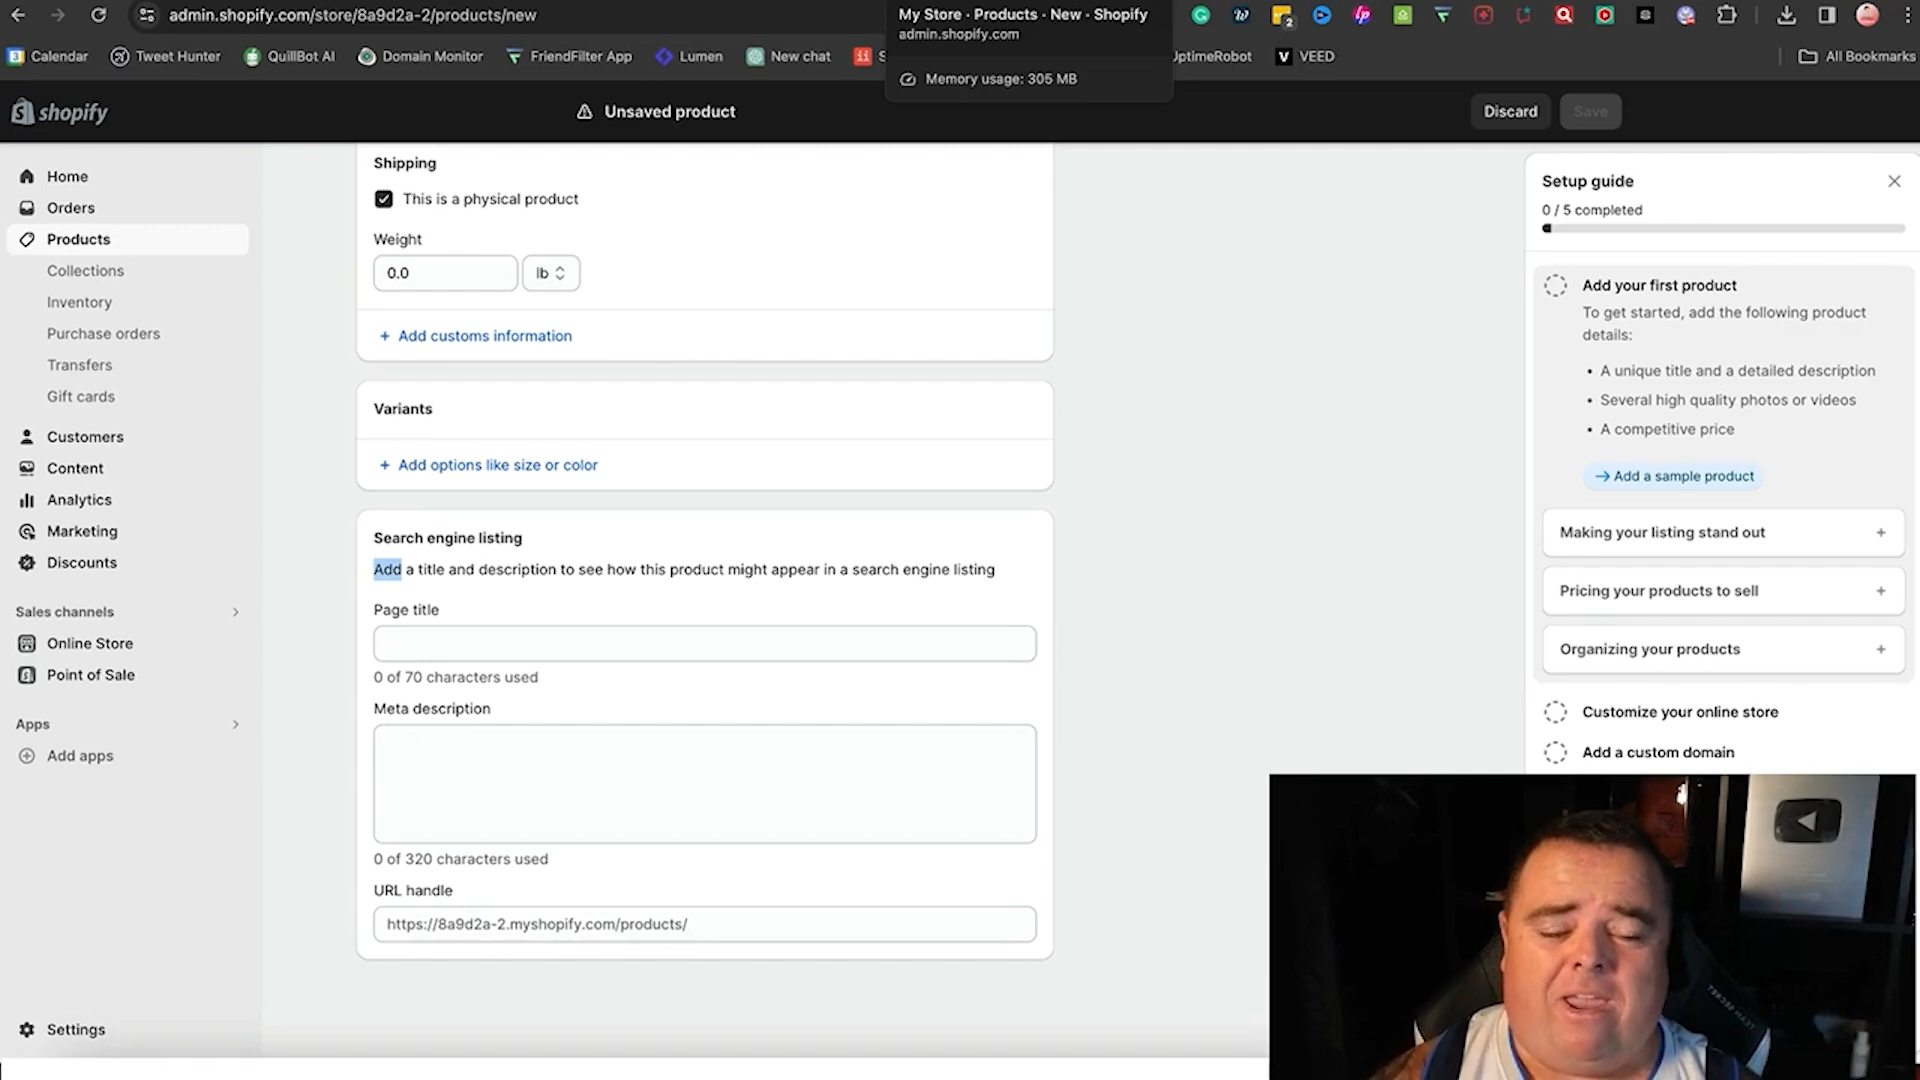 admin.shopify.com/store/8a9d2a-2/products/new
My Store · Products · New · Shopify
admin.shopify.com
Memory usage: 305 MB
2
Calendar
Tweet Hunter
QuillBot AI
Domain Monitor
FriendFilter App
Lumen
New chat
S
UptimeRobot
VEED
All Bookmarks
shopify
Unsaved product
Discard
Save
Home
Orders
Products
Collections
Inventory
Purchase orders
Transfers
Gift cards
Customers
Content
Analytics
Marketing
Discounts
Sales channels
Online Store
Point of Sale
Apps
Add apps
Settings
Shipping
This is a physical product
Weight
0.0
lb
+ Add customs information
Variants
+ Add options like size or color
Search engine listing
Add a title and description to see how this product might appear in a search engine listing
Page title
0 of 70 characters used
Meta description
0 of 320 characters used
URL handle
https://8a9d2a-2.myshopify.com/products/
Setup guide
0 / 5 completed
Add your first product
To get started, add the following product
details:
• A unique title and a detailed description
• Several high quality photos or videos
• A competitive price
→ Add a sample product
Making your listing stand out
Pricing your products to sell
Organizing your products
Customize your online store
Add a custom domain